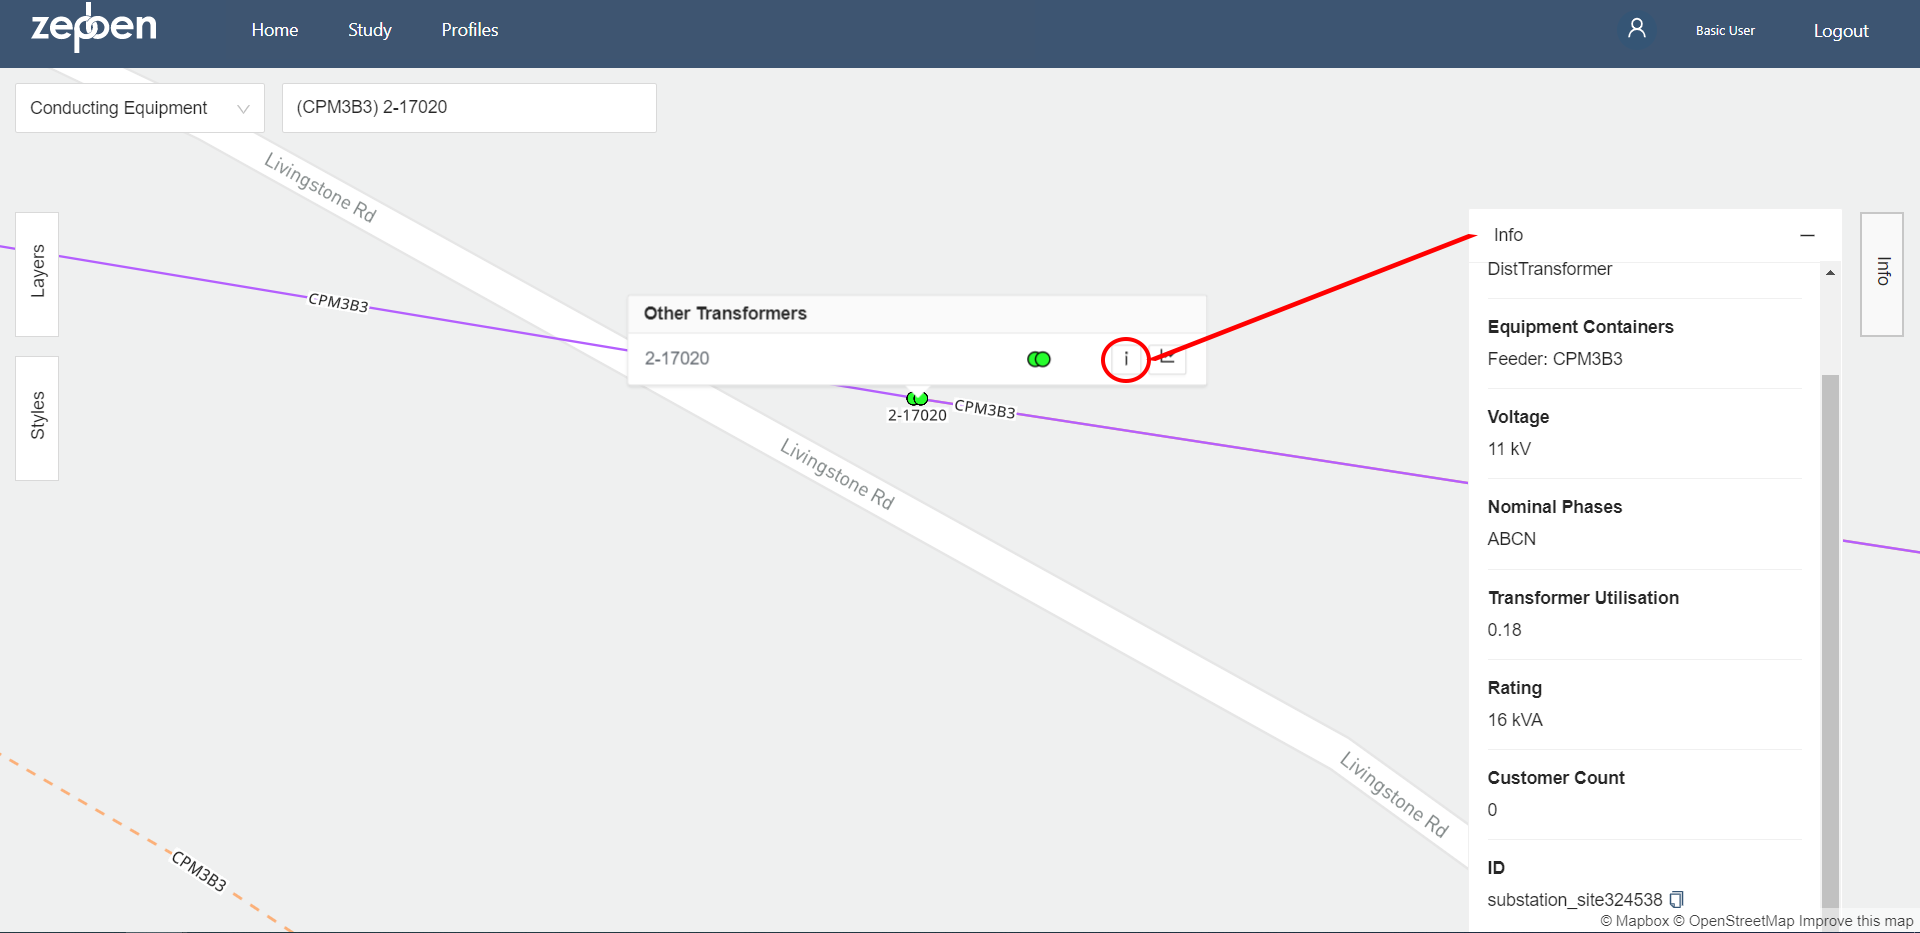 zepben
Home
Study
Profiles
Basic User
Logout
Conducting Equipment
(CPM3B3) 2-17020
Livingstone Rd
Layers
CPM3B3
Styles
Other Transformers
2-17020
i
2-17020
CPM3B3
Livingstone Rd
Livingstone Rd
CPM3B3
Info
Info
DistTransformer
Equipment Containers
Feeder: CPM3B3
Voltage
11 kV
Nominal Phases
ABCN
Transformer Utilisation
0.18
Rating
16 kVA
Customer Count
0
ID
substation_site324538
© Mapbox © OpenStreetMap Improve this map